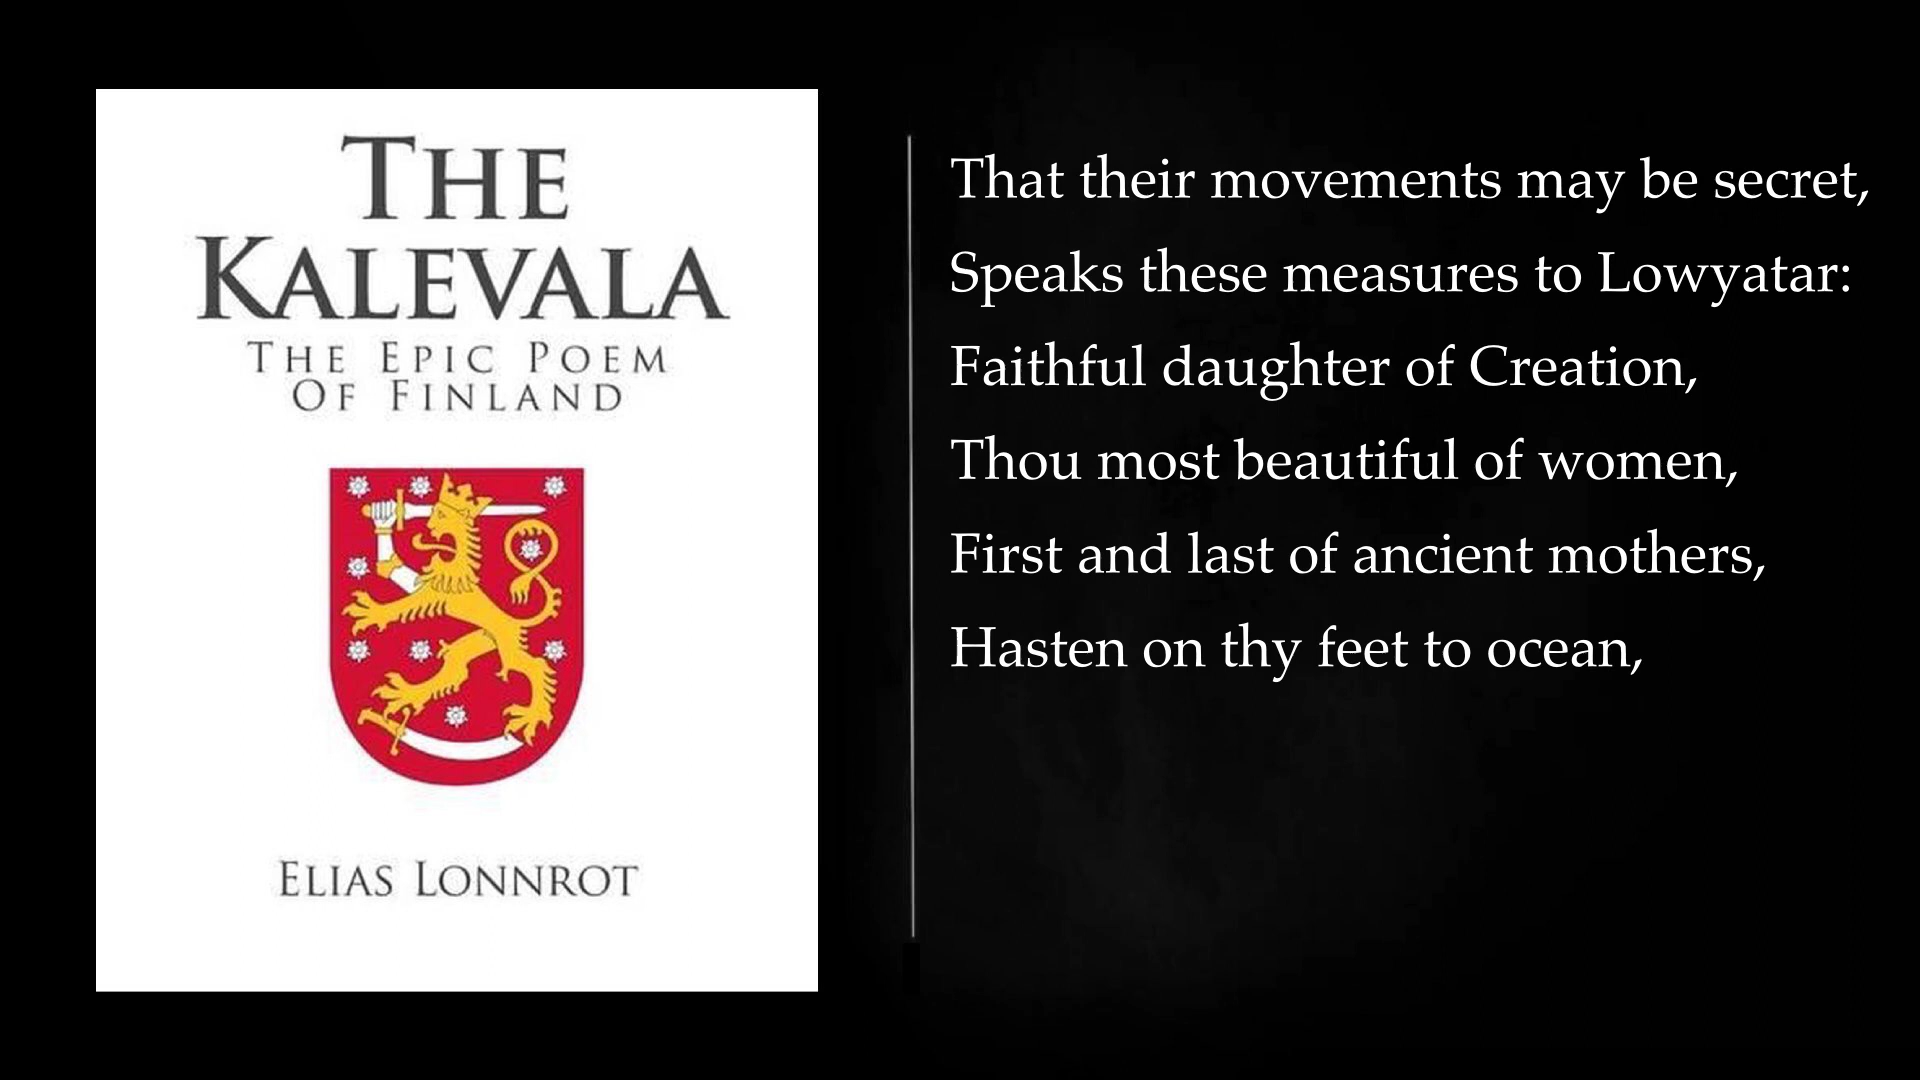 THE
KALEVALA
THE EPIC POEM
OF FINLAND
ELIAS LONNROT
That their movements may be secret,
Speaks these measures to Lowyatar:
Faithful daughter of Creation,
Thou most beautiful of women,
First and last of ancient mothers,
Hasten on thy feet to ocean,